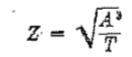 Z = √(A³/T)